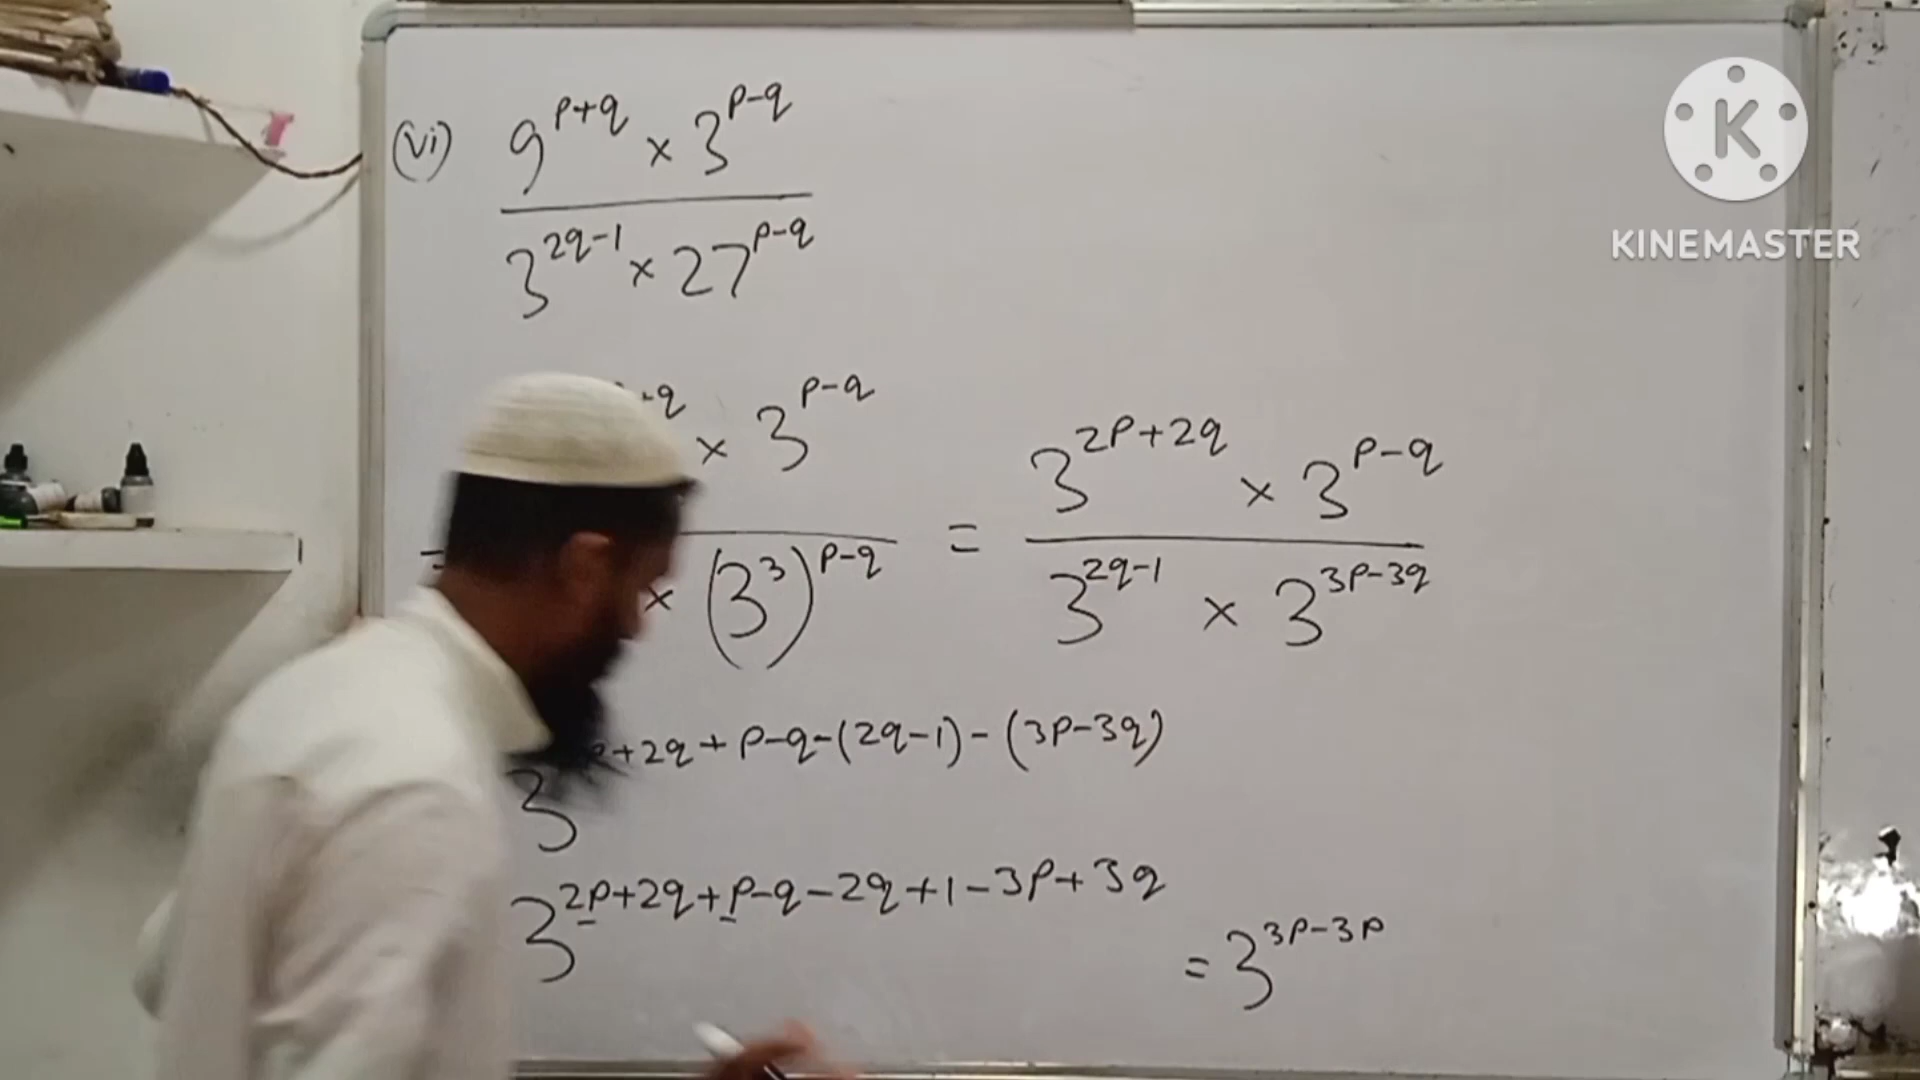 (vi) 9^{p+q} × 3^{p-q}
3^{2q-1} × 27^{p-q}
K
KINEMASTER
q × 3^{p-q} = 3^{2p+2q} × 3^{p-q}
× (3^3)^{p-q} 3^{2q-1} × 3^{3p-3q}
3^{p+2q+p-q-(2q-1)-(3p-3q)}
3^{2p+2q+p-q-2q+1-3p+3q} = 3^{3p-3p}